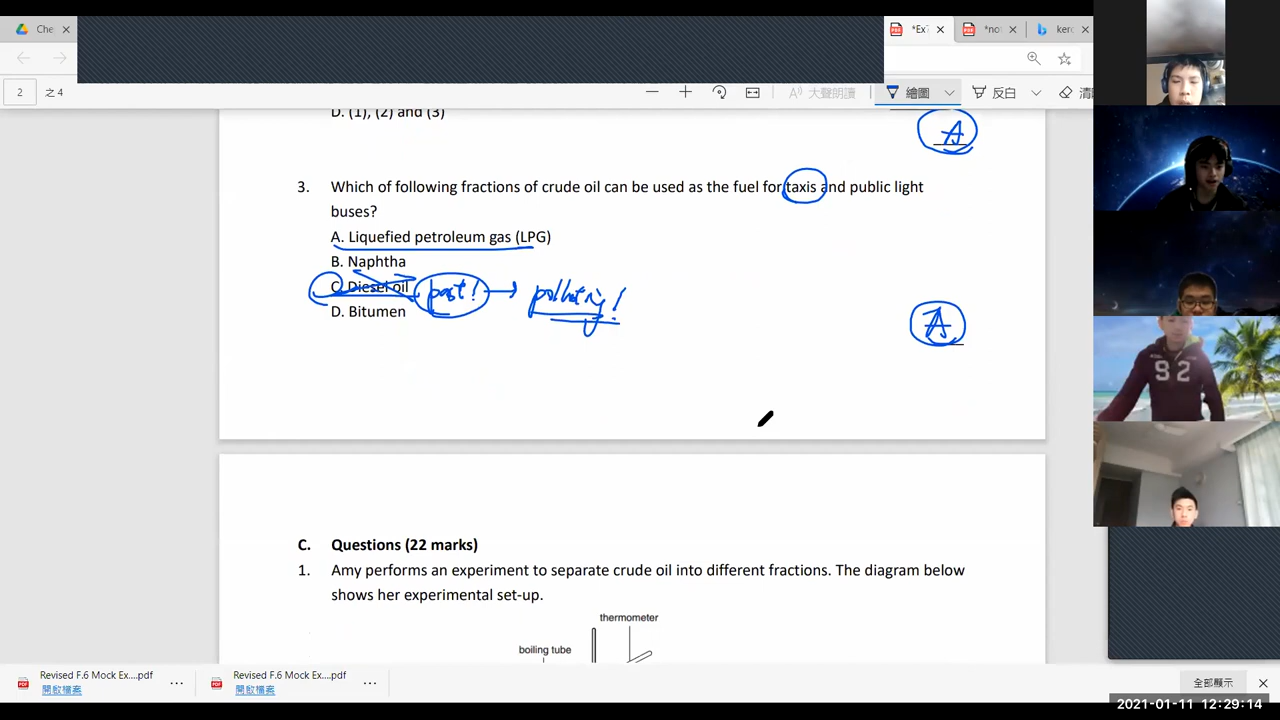 Che
*Ex7
*no
kerc
2 之4
A》大聲朗讀
繪圖
反白
清
D. (1), (2) and (3)
A
3. Which of following fractions of crude oil can be used as the fuel for taxis and public light
buses?
A. Liquefied petroleum gas (LPG)
B. Naphtha
C. Diesel oil past! → polluting!
D. Bitumen
A
C. Questions (22 marks)
1. Amy performs an experiment to separate crude oil into different fractions. The diagram below
shows her experimental set-up.
thermometer
boiling tube
92
Revised F.6 Mock Ex....pdf
開啟檔案
Revised F.6 Mock Ex....pdf
開啟檔案
全部顯示
2021-01-11 12:29:14